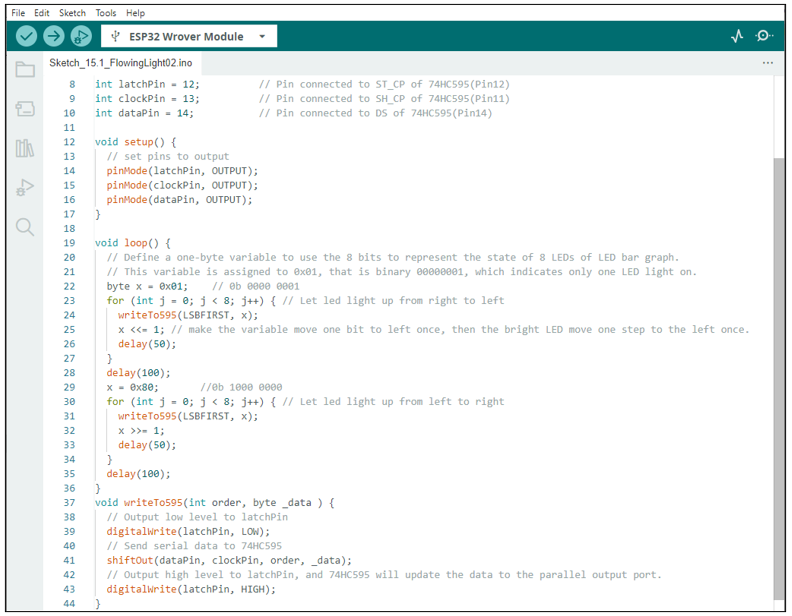 File Edit Sketch Tools Help
ESP32 Wrover Module
Sketch_15.1_FlowingLight02.ino
8 int latchPin = 12; // Pin connected to ST_CP of 74HC595(Pin12)
9 int clockPin = 13; // Pin connected to SH_CP of 74HC595(Pin11)
10 int dataPin = 14; // Pin connected to DS of 74HC595(Pin14)
11
12 void setup() {
13 // set pins to output
14 pinMode(latchPin, OUTPUT);
15 pinMode(clockPin, OUTPUT);
16 pinMode(dataPin, OUTPUT);
17 }
18
19 void loop() {
20 // Define a one-byte variable to use the 8 bits to represent the state of 8 LEDs of LED bar graph.
21 // This variable is assigned to 0x01, that is binary 00000001, which indicates only one LED light on.
22 byte x = 0x01; // 0b 0000 0001
23 for (int j = 0; j < 8; j++) { // Let led light up from right to left
24 writeTo595(LSBFIRST, x);
25 x <<= 1; // make the variable move one bit to left once, then the bright LED move one step to the left once.
26 delay(50);
27 }
28 delay(100);
29 x = 0x80; //0b 1000 0000
30 for (int j = 0; j < 8; j++) { // Let led light up from left to right
31 writeTo595(LSBFIRST, x);
32 x >>= 1;
33 delay(50);
34 }
35 delay(100);
36 }
37 void writeTo595(int order, byte _data ) {
38 // Output low level to latchPin
39 digitalWrite(latchPin, LOW);
40 // Send serial data to 74HC595
41 shiftOut(dataPin, clockPin, order, _data);
42 // Output high level to latchPin, and 74HC595 will update the data to the parallel output port.
43 digitalWrite(latchPin, HIGH);
44 }